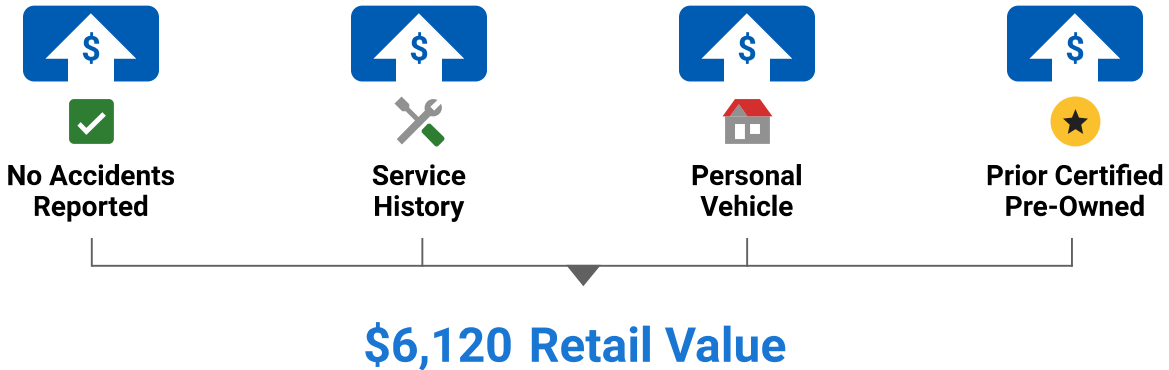 $ $ $ $
No Accidents Reported
Service History
Personal Vehicle
Prior Certified Pre-Owned
$6,120 Retail Value